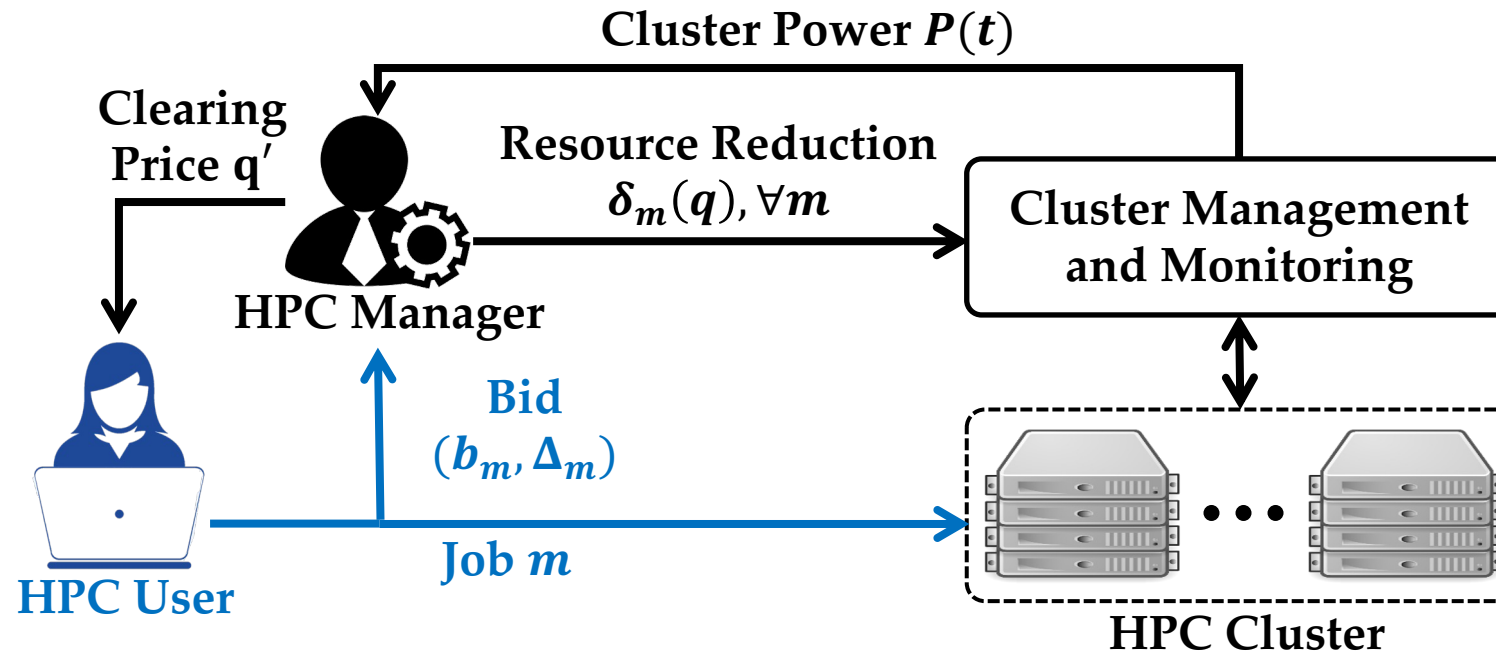 Cluster Power P(t)
Clearing
Price q′
Resource Reduction
δₘ(q), ∀m
Cluster Management
and Monitoring
HPC Manager
Bid
(bₘ, Δₘ)
Job m
HPC User
HPC Cluster